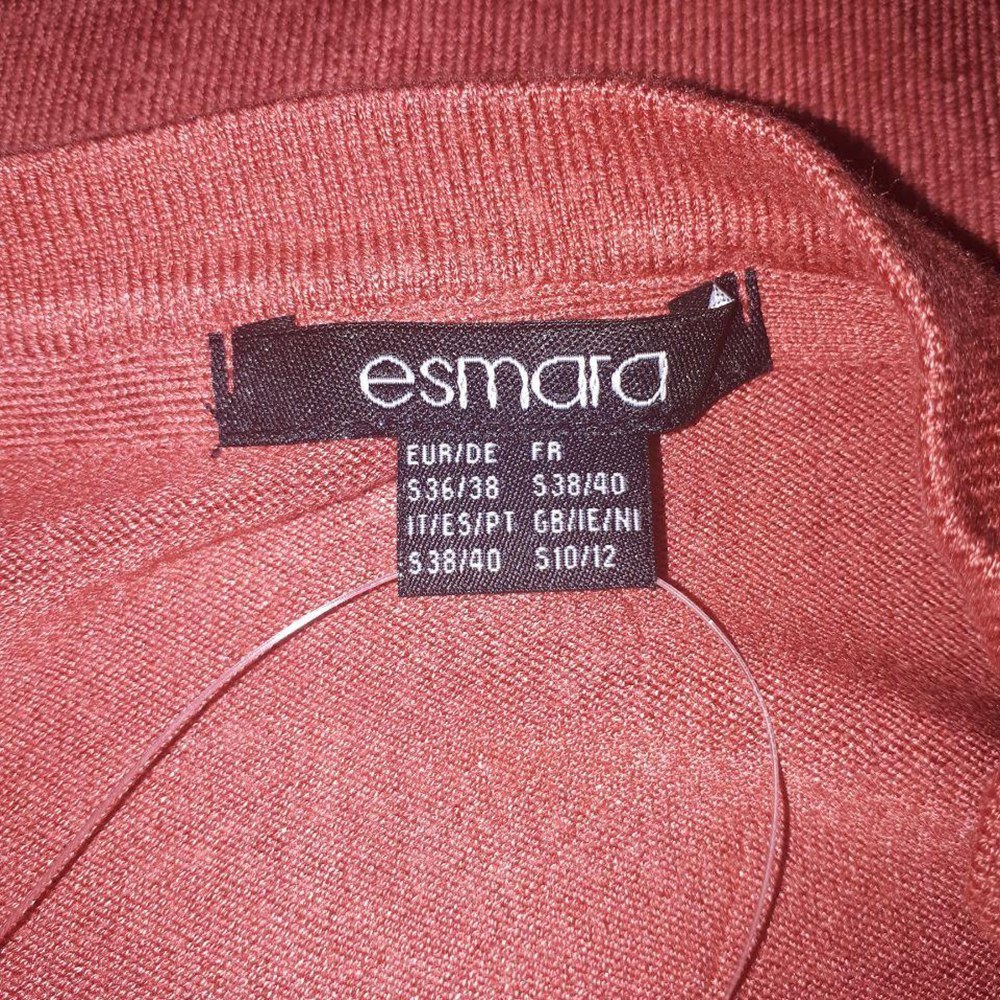 esmara
EUR/DE FR
S36/38 S38/40
IT/ES/PT GB/IE/NI
S38/40 S10/12